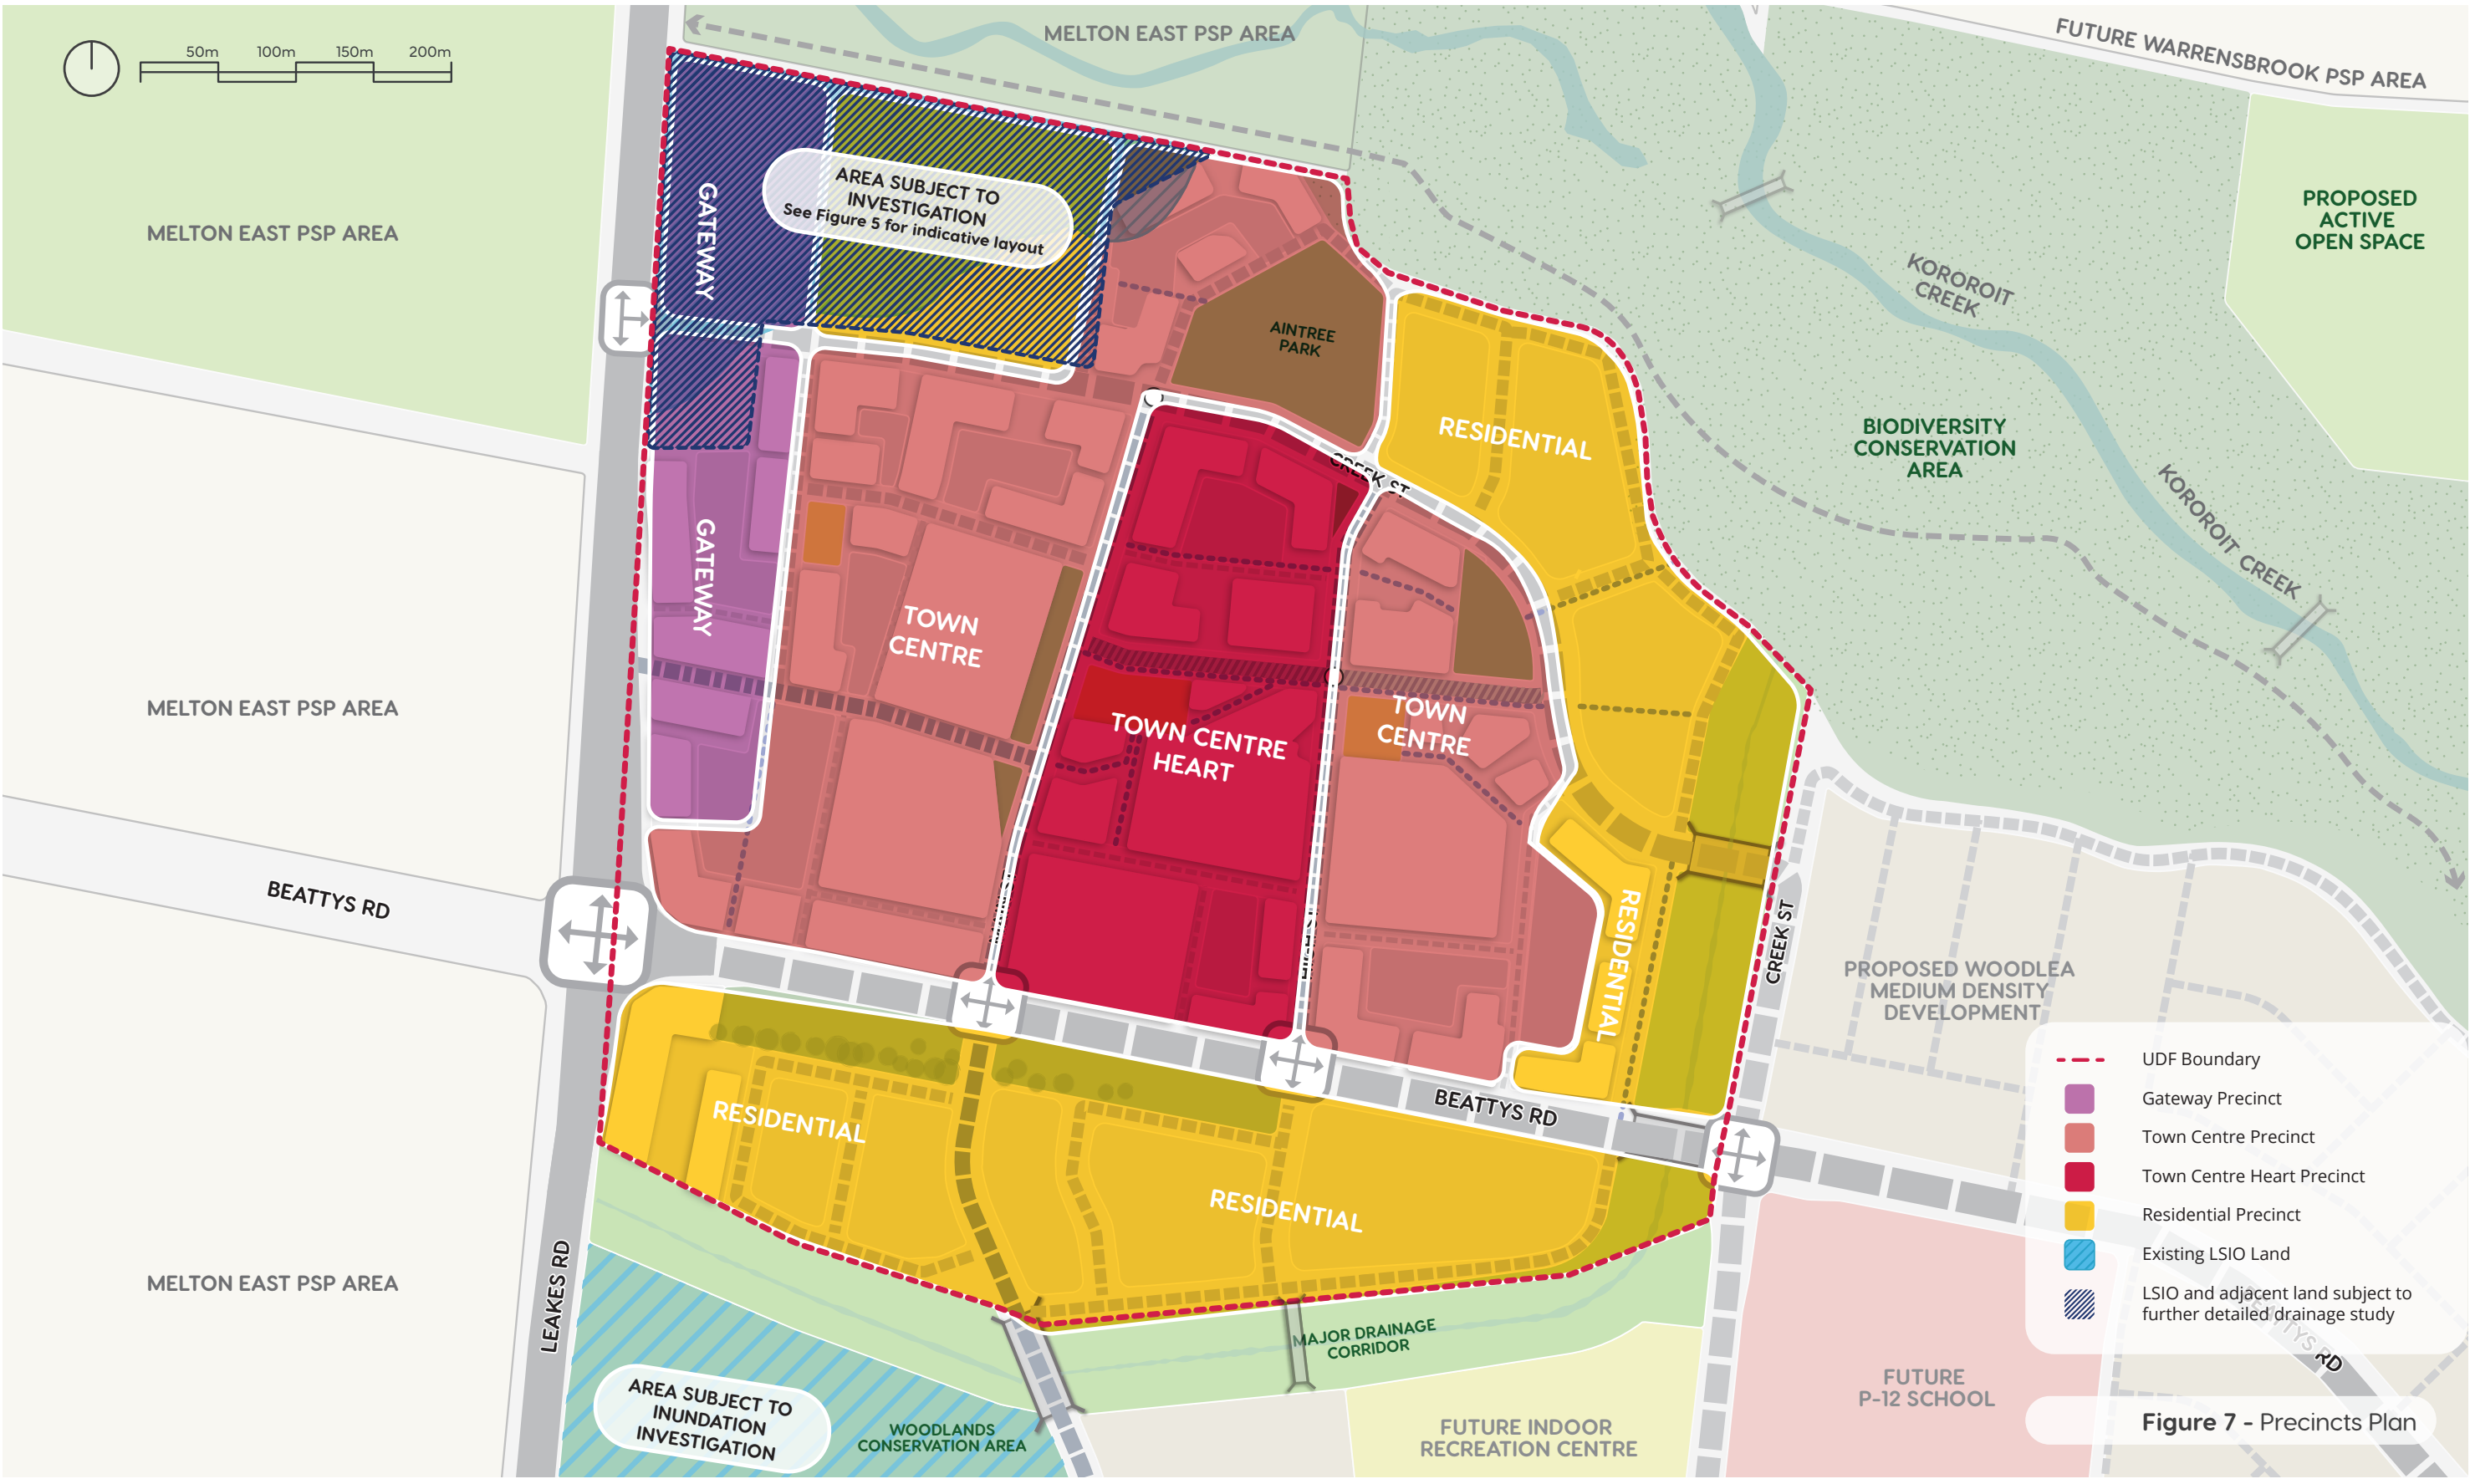 50m 100m 150m 200m
MELTON EAST PSP AREA
FUTURE WARRENSBROOK PSP AREA
MELTON EAST PSP AREA
GATEWAY
AREA SUBJECT TO
INVESTIGATION
See Figure 5 for indicative layout
PROPOSED
ACTIVE
OPEN SPACE
KOROROIT
CREEK
AINTREE
PARK
RESIDENTIAL
BIODIVERSITY
CONSERVATION
AREA
CREEK ST
KOROROIT CREEK
GATEWAY
TOWN
CENTRE
MELTON EAST PSP AREA
TOWN CENTRE
HEART
TOWN
CENTRE
BEATTYS RD
RESIDENTIAL
CREEK ST
PROPOSED WOODLEA
MEDIUM DENSITY
DEVELOPMENT
RESIDENTIAL
BEATTYS RD
RESIDENTIAL
MELTON EAST PSP AREA
LEAKES RD
MAJOR DRAINAGE
CORRIDOR
AREA SUBJECT TO
INUNDATION
INVESTIGATION
WOODLANDS
CONSERVATION AREA
FUTURE INDOOR
RECREATION CENTRE
FUTURE
P-12 SCHOOL
UDF Boundary
Gateway Precinct
Town Centre Precinct
Town Centre Heart Precinct
Residential Precinct
Existing LSIO Land
LSIO and adjacent land subject to
further detailed drainage study
BEATTYS RD
Figure 7 - Precincts Plan